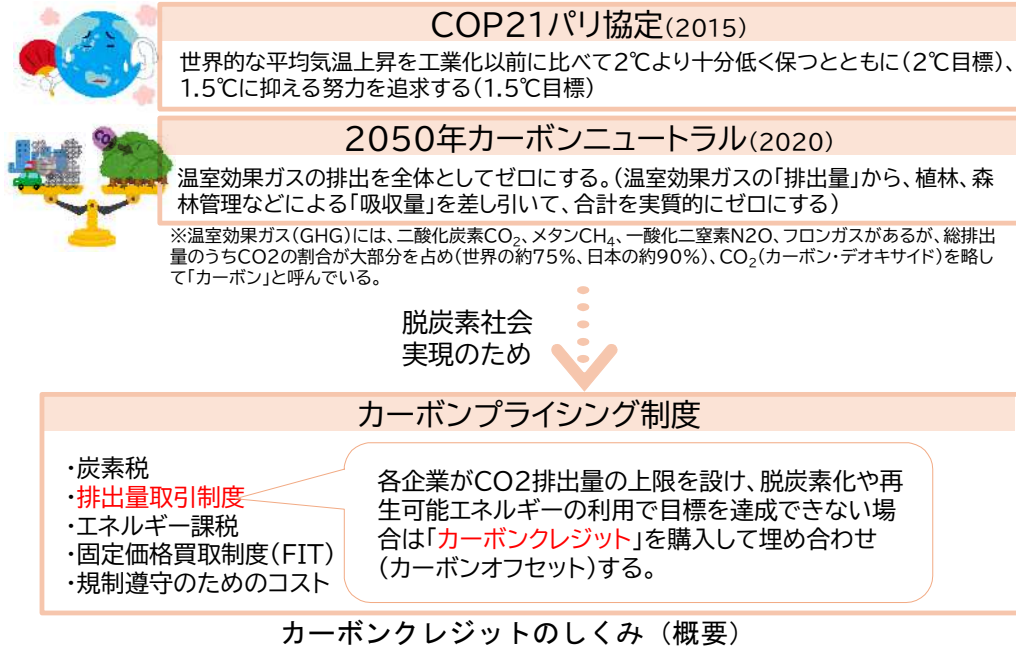 COP21パリ協定(2015)
世界的な平均気温上昇を工業化以前に比べて2℃より十分低く保つとともに(2℃目標)、
1.5℃に抑える努力を追求する(1.5℃目標)
CO
2050年カーボンニュートラル(2020)
温室効果ガスの排出を全体としてゼロにする。(温室効果ガスの「排出量」から、植林、森
林管理などによる「吸収量」を差し引いて、合計を実質的にゼロにする)
※温室効果ガス(GHG)には、二酸化炭素CO₂、メタンCH₄、一酸化二窒素N2O、フロンガスがあるが、総排出
量のうちCO2の割合が大部分を占め(世界の約75%、日本の約90%)、CO₂(カーボン・デオキサイド)を略し
て「カーボン」と呼んでいる。
脱炭素社会
実現のため
カーボンプライシング制度
・炭素税
・排出量取引制度
・エネルギー課税
・固定価格買取制度(FIT)
・規制遵守のためのコスト
各企業がCO2排出量の上限を設け、脱炭素化や再
生可能エネルギーの利用で目標を達成できない場
合は「カーボンクレジット」を購入して埋め合わせ
(カーボンオフセット)する。
カーボンクレジットのしくみ（概要）